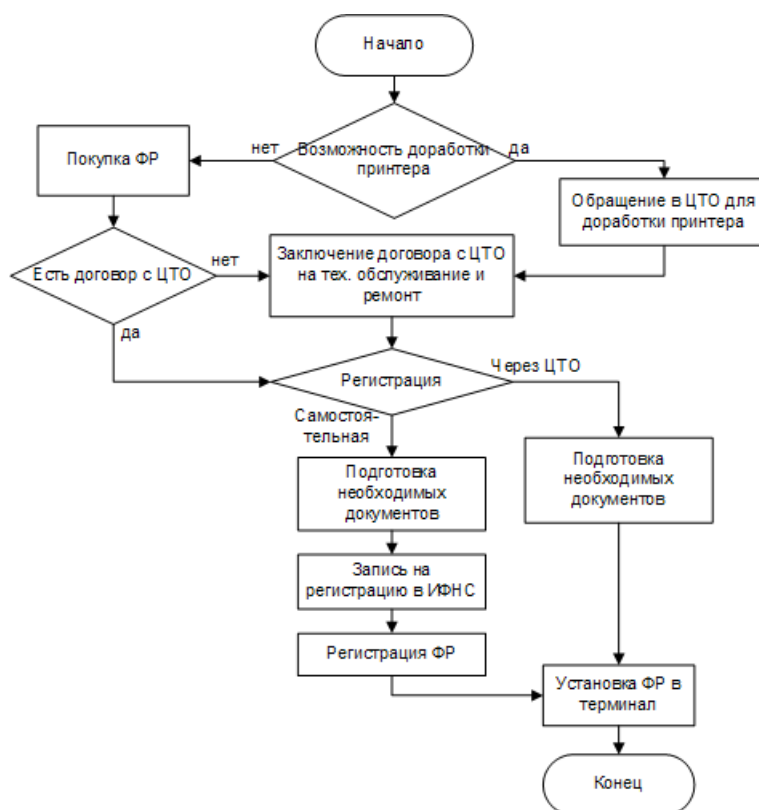 Начало
Возможность доработки
принтера
нет
да
Покупка ФР
Обращение в ЦТО для
доработки принтера
Есть договор с ЦТО
нет
да
Заключение договора с ЦТО
на тех. обслуживание и
ремонт
Регистрация
Через ЦТО
Самостоя-
тельная
Подготовка
необходимых
документов
Подготовка
необходимых
документов
Запись на
регистрацию в ИФНС
Регистрация ФР
Установка ФР в
терминал
Конец